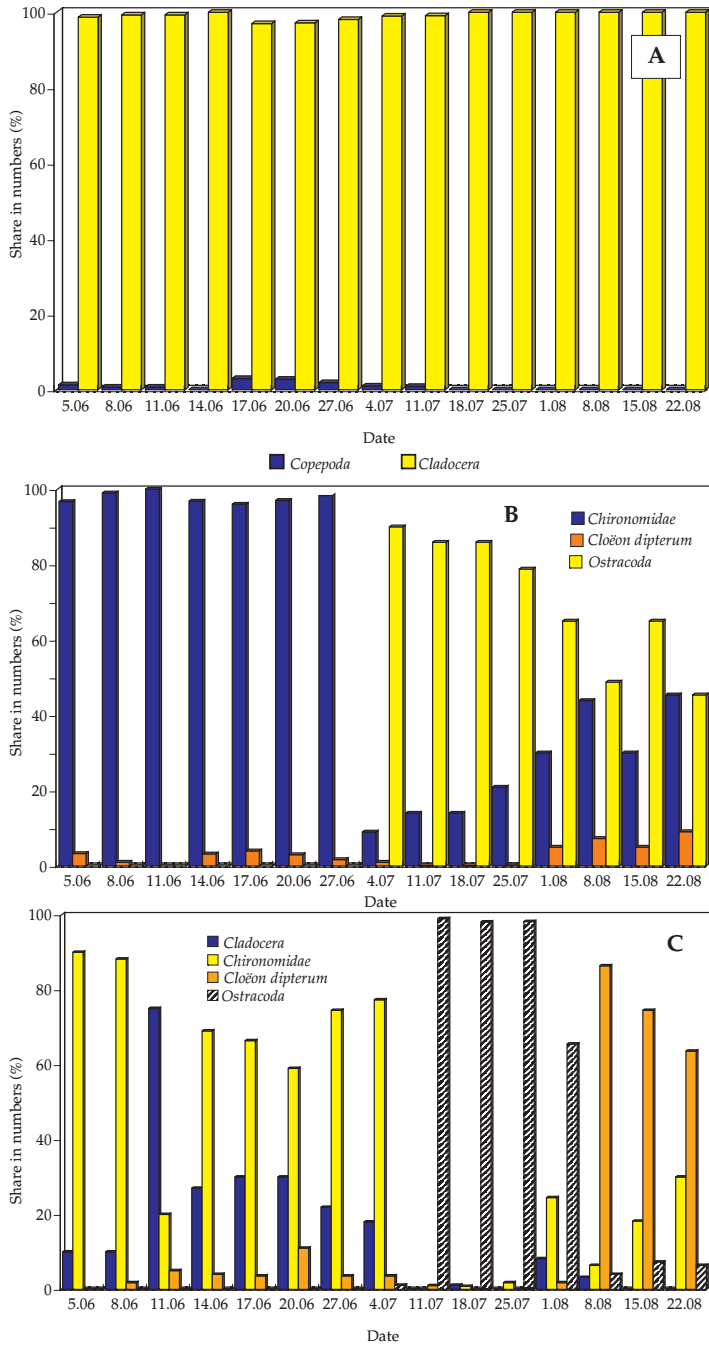 100
80
60
40
20
0
Share in numbers (%)
A
5.06 8.06 11.06 14.06 17.06 20.06 27.06 4.07 11.07 18.07 25.07 1.08 8.08 15.08 22.08
Date
Copepoda Cladocera
100
80
60
40
20
0
Share in numbers (%)
B
Chironomidae
Cloëon dipterum
Ostracoda
5.06 8.06 11.06 14.06 17.06 20.06 27.06 4.07 11.07 18.07 25.07 1.08 8.08 15.08 22.08
Date
100
80
60
40
20
0
Share in numbers (%)
C
Cladocera
Chironomidae
Cloëon dipterum
Ostracoda
5.06 8.06 11.06 14.06 17.06 20.06 27.06 4.07 11.07 18.07 25.07 1.08 8.08 15.08 22.08
Date